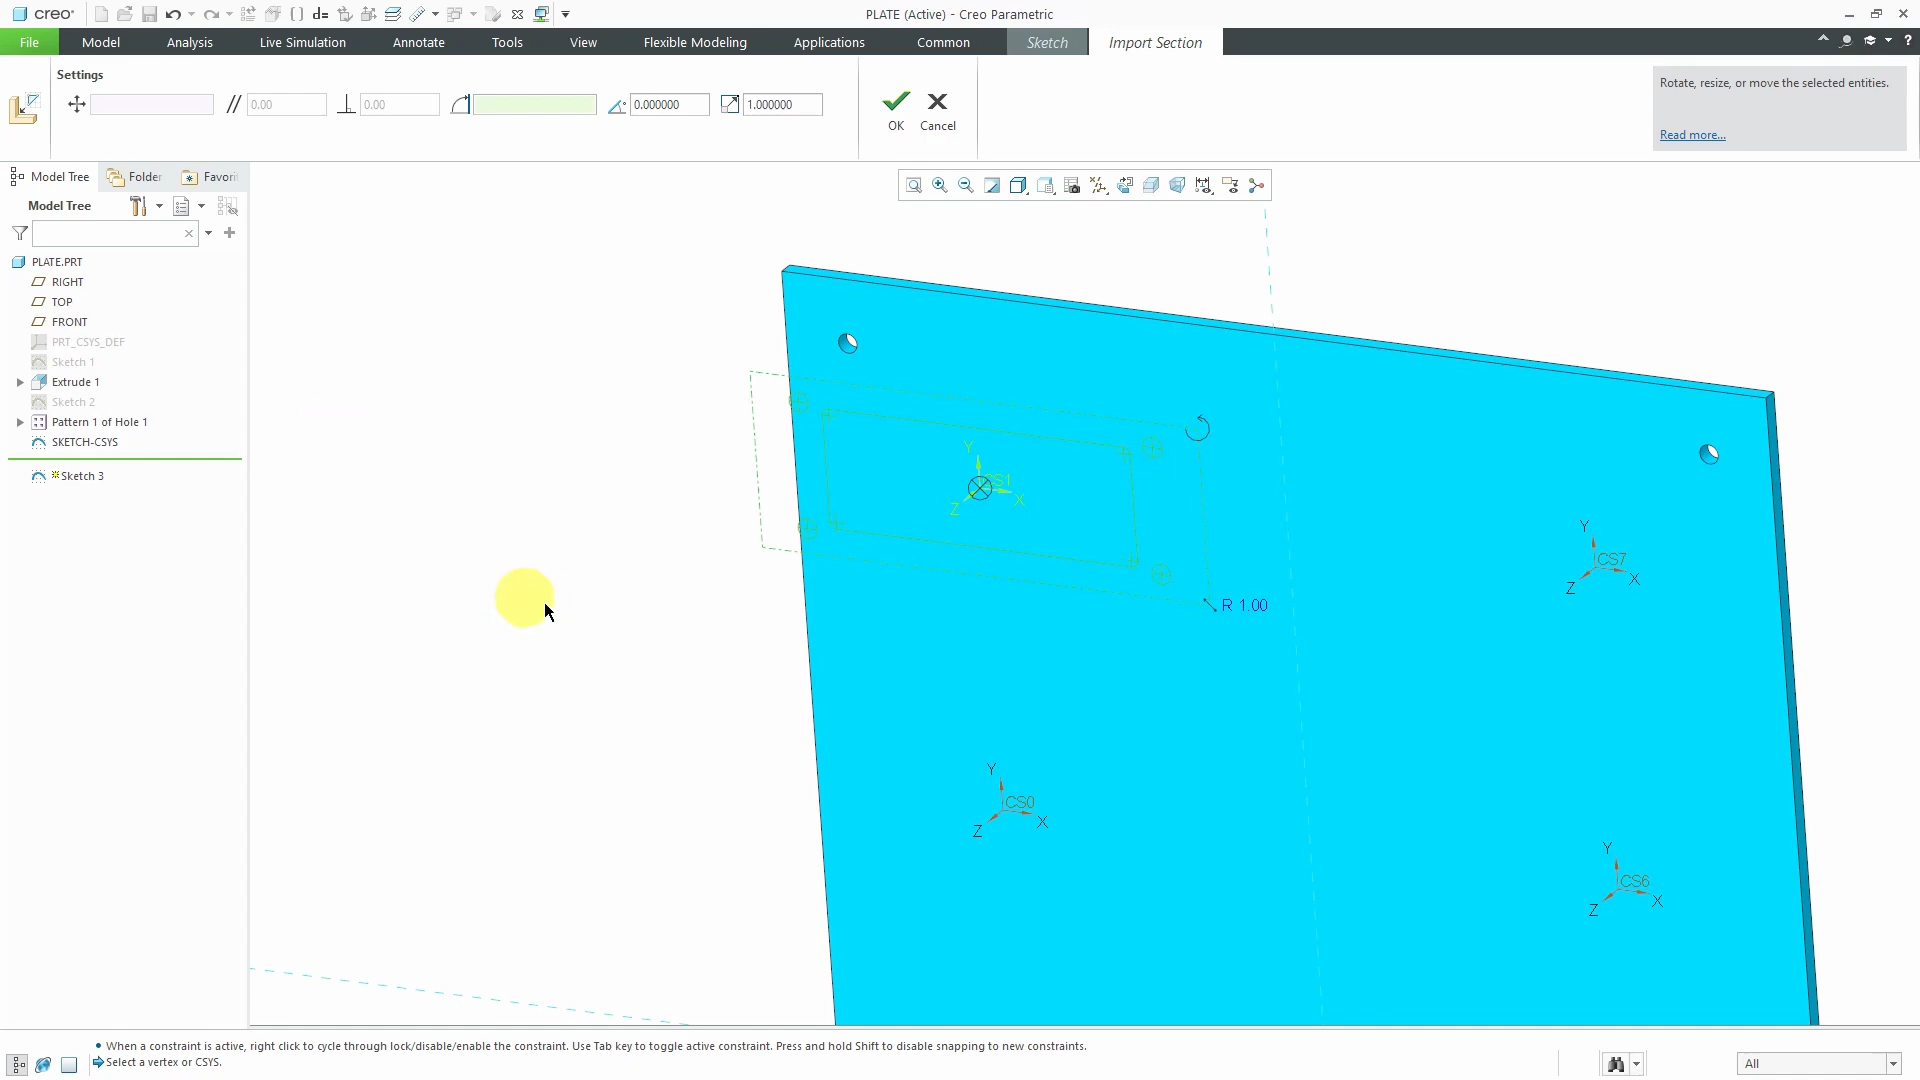 creo®
PLATE (Active) - Creo Parametric
File Model Analysis Live Simulation Annotate Tools View Flexible Modeling Applications Common Sketch Import Section
Settings
0.00 0.00 0.000000 1.000000
OK Cancel
Rotate, resize, or move the selected entities.
Read more...
Model Tree Folder Favori
Model Tree
PLATE.PRT
RIGHT
TOP
FRONT
PRT_CSYS_DEF
Sketch 1
Extrude 1
Sketch 2
Pattern 1 of Hole 1
SKETCH-CSYS
Sketch 3
Y
CS1
X
Z
R 1.00
Y
CS7
X
Z
Y
CS0
X
Z
Y
CS6
X
Z
• When a constraint is active, right click to cycle through lock/disable/enable the constraint. Use Tab key to toggle active constraint. Press and hold Shift to disable snapping to new constraints.
Select a vertex or CSYS.
All